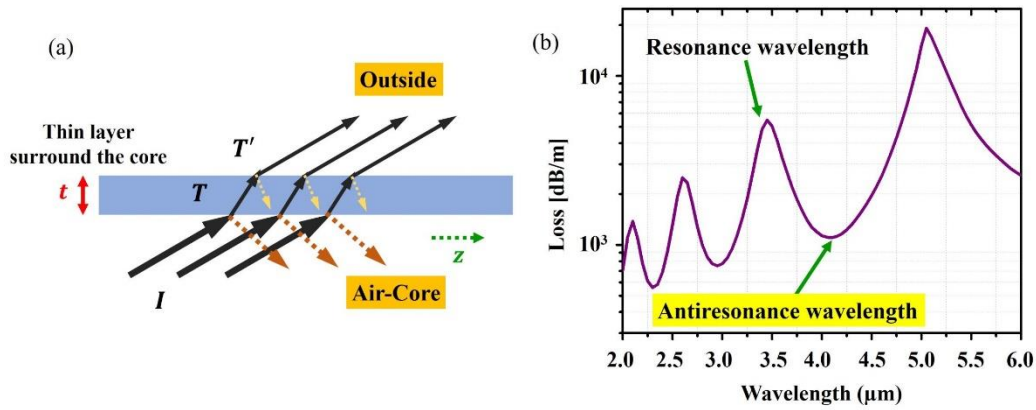 (a)
Outside
Thin layer
surround the core
t
T′
T
I
z
Air-Core
(b)
Loss [dB/m]
10⁴
10³
Resonance wavelength
Antiresonance wavelength
2.0 2.5 3.0 3.5 4.0 4.5 5.0 5.5 6.0
Wavelength (μm)